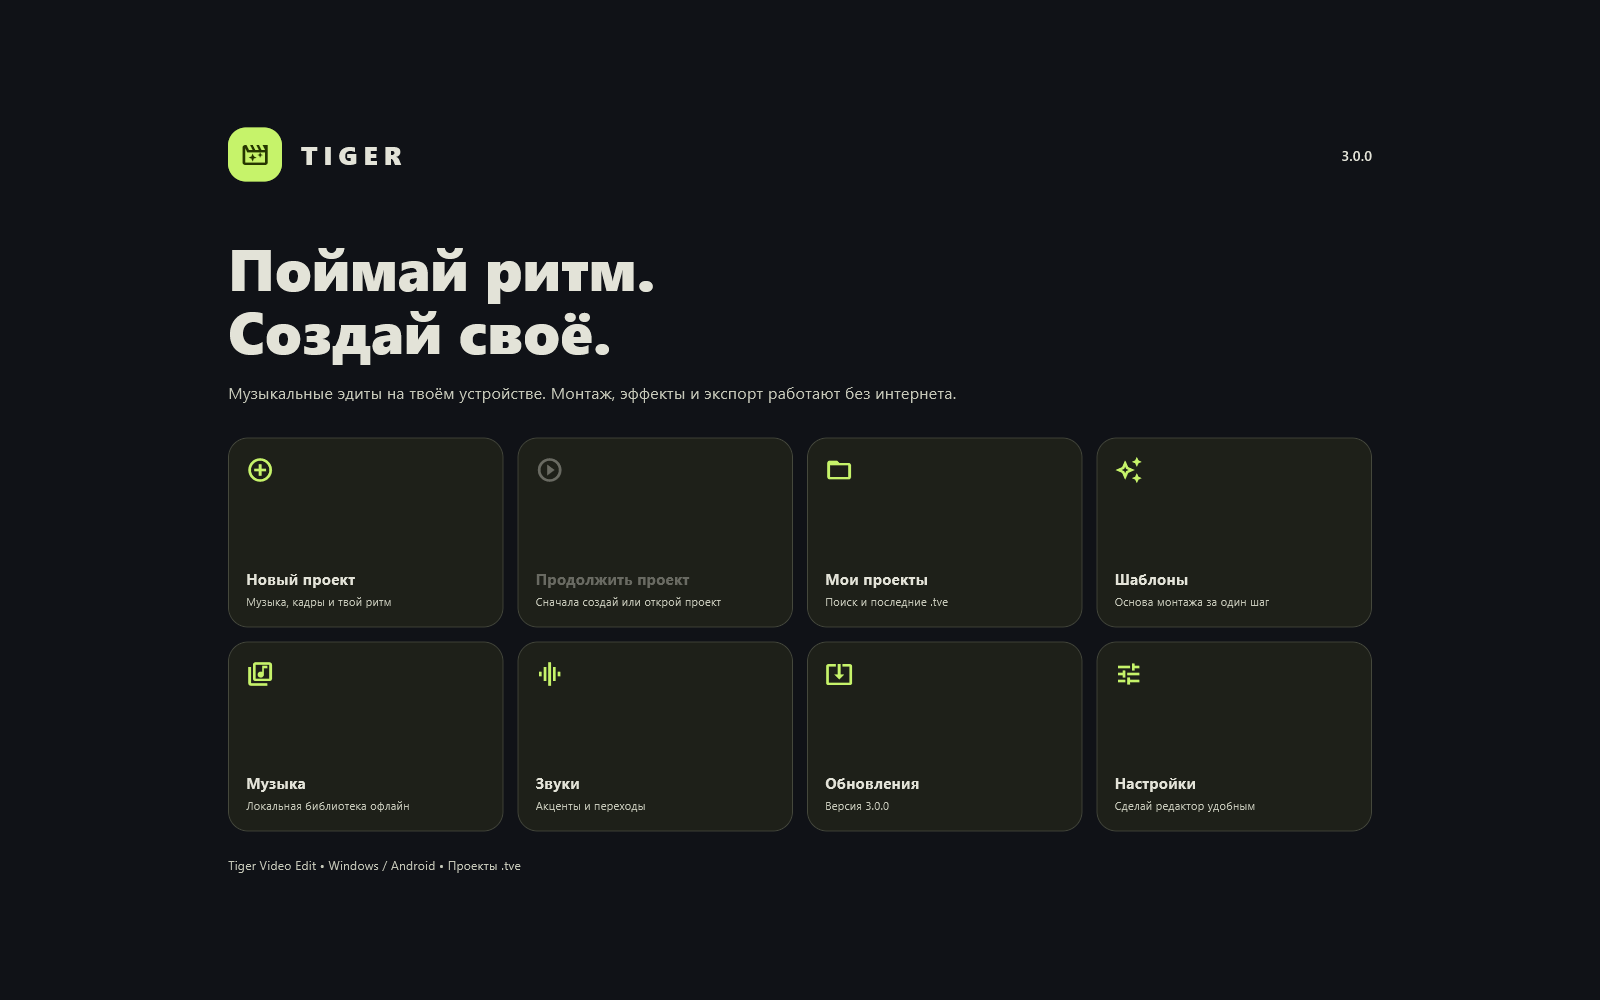 TIGER
3.0.0
Поймай ритм.
Создай своё.
Музыкальные эдиты на твоём устройстве. Монтаж, эффекты и экспорт работают без интернета.
Новый проект
Музыка, кадры и твой ритм
Продолжить проект
Сначала создай или открой проект
Мои проекты
Поиск и последние .tve
Шаблоны
Основа монтажа за один шаг
Музыка
Локальная библиотека офлайн
Звуки
Акценты и переходы
Обновления
Версия 3.0.0
Настройки
Сделай редактор удобным
Tiger Video Edit • Windows / Android • Проекты .tve